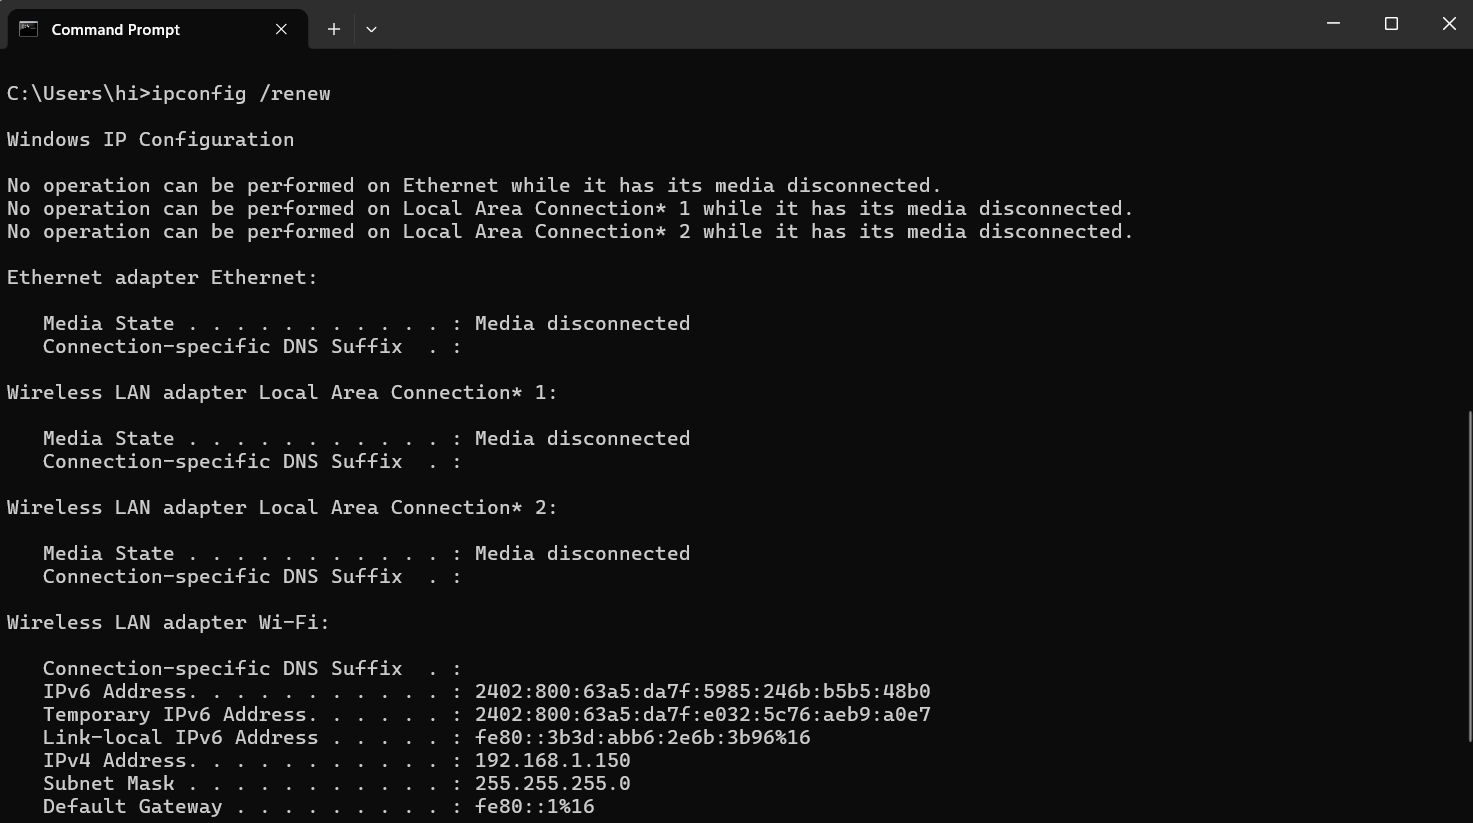 Command Prompt
C:\Users\hi>ipconfig /renew
Windows IP Configuration
No operation can be performed on Ethernet while it has its media disconnected.
No operation can be performed on Local Area Connection* 1 while it has its media disconnected.
No operation can be performed on Local Area Connection* 2 while it has its media disconnected.
Ethernet adapter Ethernet:
   Media State . . . . . . . . . . . : Media disconnected
   Connection-specific DNS Suffix  . :
Wireless LAN adapter Local Area Connection* 1:
   Media State . . . . . . . . . . . : Media disconnected
   Connection-specific DNS Suffix  . :
Wireless LAN adapter Local Area Connection* 2:
   Media State . . . . . . . . . . . : Media disconnected
   Connection-specific DNS Suffix  . :
Wireless LAN adapter Wi-Fi:
   Connection-specific DNS Suffix  . :
   IPv6 Address. . . . . . . . . . . : 2402:800:63a5:da7f:5985:246b:b5b5:48b0
   Temporary IPv6 Address. . . . . . : 2402:800:63a5:da7f:e032:5c76:aeb9:a0e7
   Link-local IPv6 Address . . . . . : fe80::3b3d:abb6:2e6b:3b96%16
   IPv4 Address. . . . . . . . . . . : 192.168.1.150
   Subnet Mask . . . . . . . . . . . : 255.255.255.0
   Default Gateway . . . . . . . . . : fe80::1%16